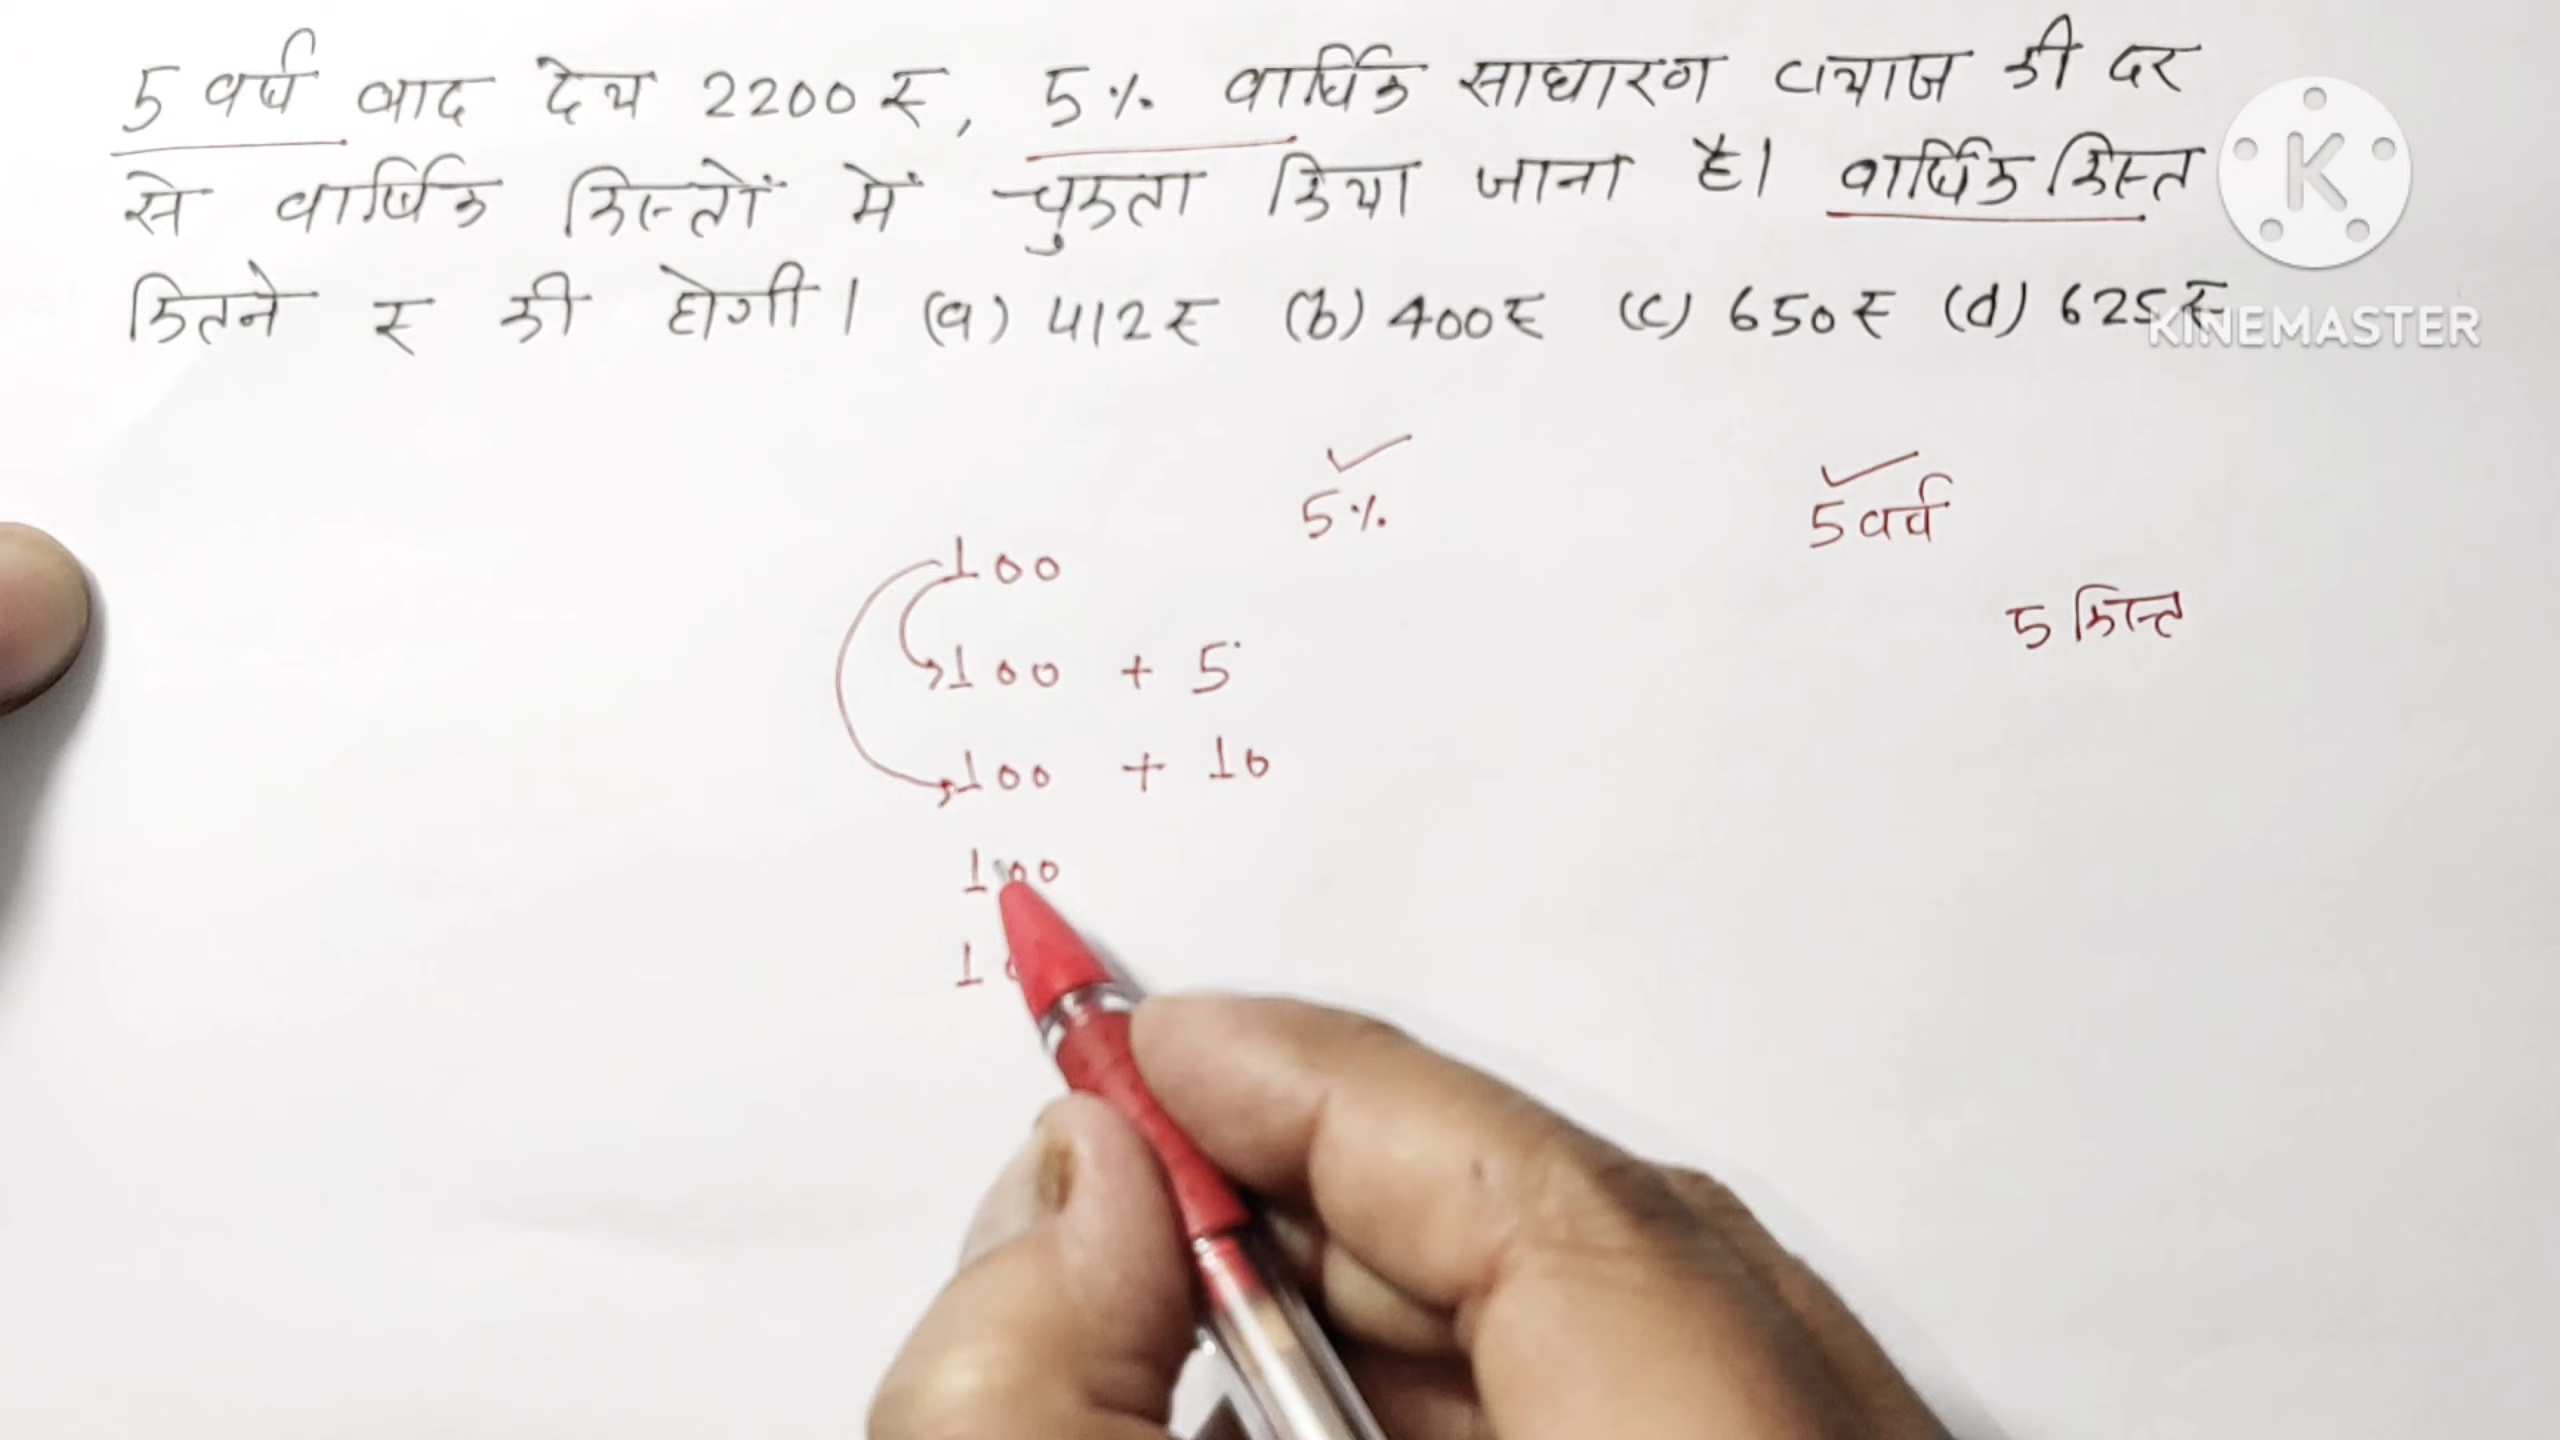 5 वर्ष बाद देय 2200 रु, 5% वार्षिक साधारण ब्याज की दर
से वार्षिक किस्तों में चुकता किया जाना है। वार्षिक किस्त
कितने रु की होगी। (a) 412 रु (b) 400 रु (c) 650 रु (d) 625 रु
K
KINEMASTER
5%
5 वर्ष
5 किस्त
100
100 + 5
100 + 10
100